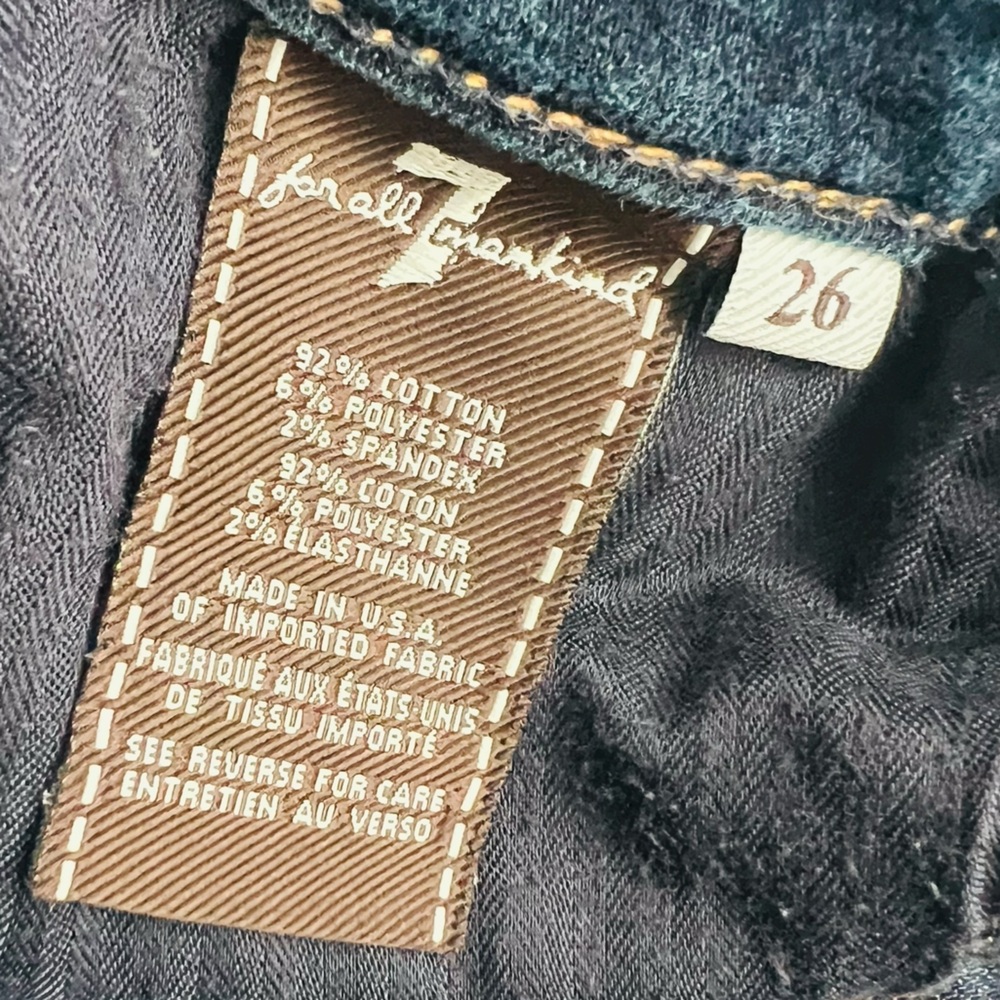 for all 7 mankind
26
92% COTTON
6% POLYESTER
2% SPANDEX
92% COTON
6% POLYESTER
2% ÉLASTHANNE
MADE IN U.S.A.
OF IMPORTED FABRIC
FABRIQUÉ AUX ÉTATS UNIS
DE TISSU IMPORTÉ
SEE REVERSE FOR CARE
ENTRETIEN AU VERSO